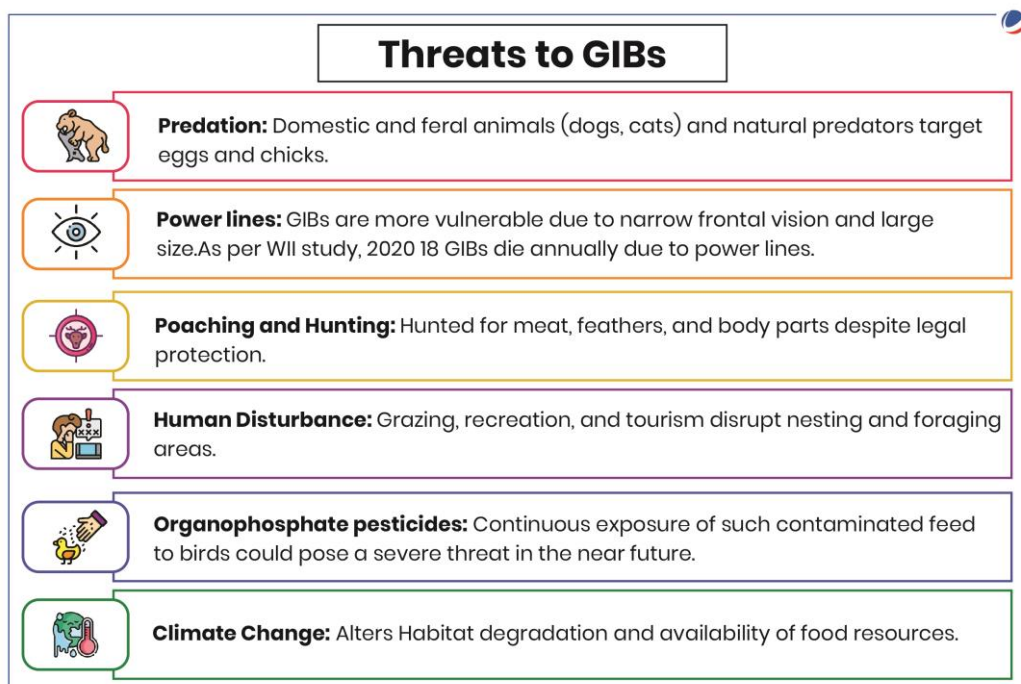 Threats to GIBs
Predation: Domestic and feral animals (dogs, cats) and natural predators target
eggs and chicks.
Power lines: GIBs are more vulnerable due to narrow frontal vision and large
size.As per WII study, 2020 18 GIBs die annually due to power lines.
Poaching and Hunting: Hunted for meat, feathers, and body parts despite legal
protection.
Human Disturbance: Grazing, recreation, and tourism disrupt nesting and foraging
areas.
Organophosphate pesticides: Continuous exposure of such contaminated feed
to birds could pose a severe threat in the near future.
Climate Change: Alters Habitat degradation and availability of food resources.